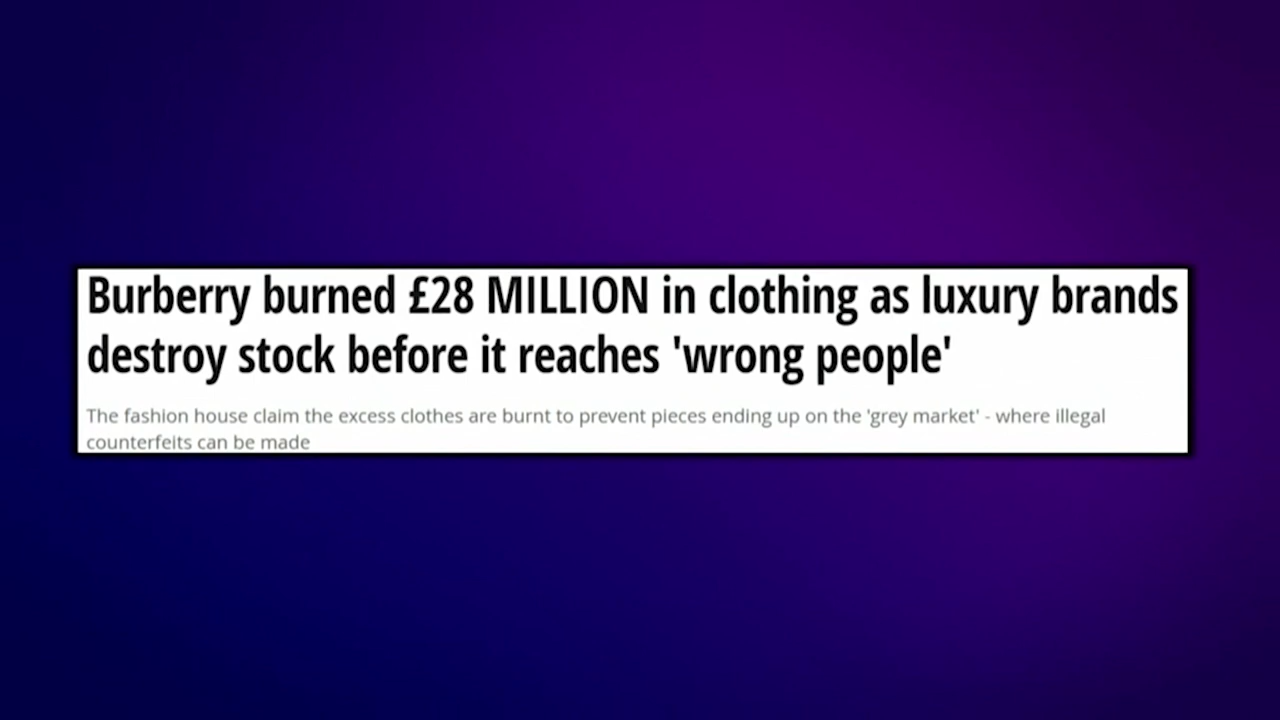 Burberry burned £28 MILLION in clothing as luxury brands
destroy stock before it reaches 'wrong people'
The fashion house claim the excess clothes are burnt to prevent pieces ending up on the 'grey market' - where illegal
counterfeits can be made